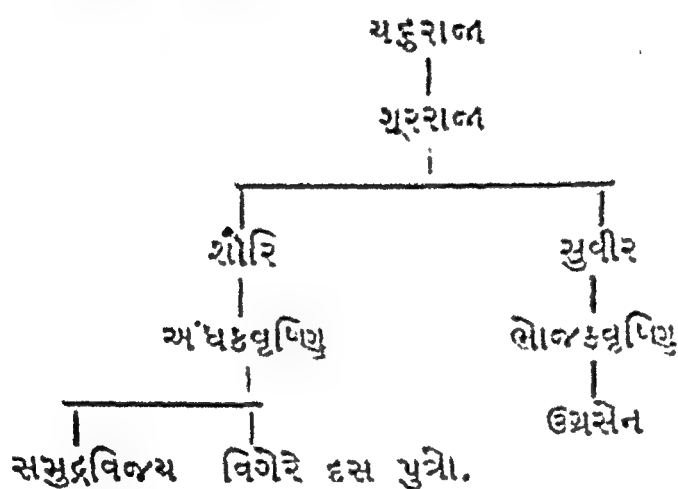 યદુરાજા
શૂરરાજા
શૌરિ સુવીર
અંધકવૃષ્ણિ ભોજકવૃષ્ણિ
ઉગ્રસેન
સમુદ્રવિજય વિગેરે દસ પુત્રો.